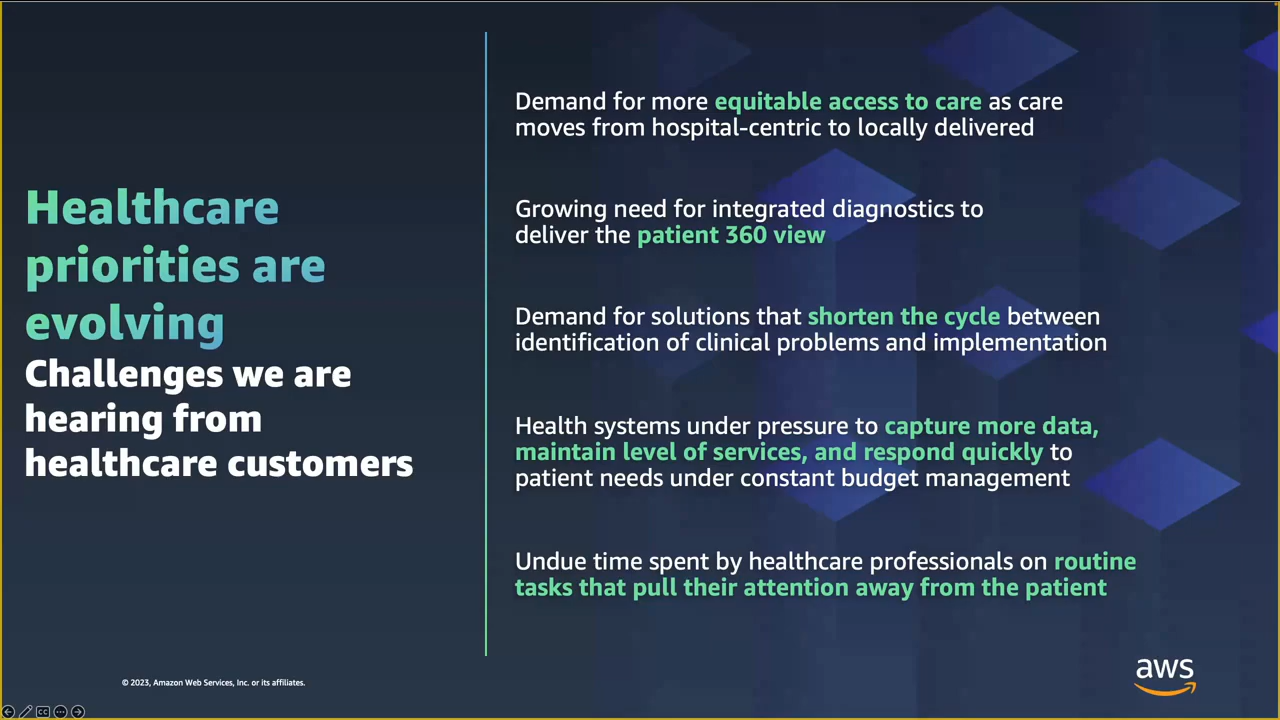 Healthcare
priorities are
evolving
Challenges we are
hearing from
healthcare customers
Demand for more equitable access to care as care
moves from hospital-centric to locally delivered
Growing need for integrated diagnostics to
deliver the patient 360 view
Demand for solutions that shorten the cycle between
identification of clinical problems and implementation
Health systems under pressure to capture more data,
maintain level of services, and respond quickly to
patient needs under constant budget management
Undue time spent by healthcare professionals on routine
tasks that pull their attention away from the patient
© 2023, Amazon Web Services, Inc. or its affiliates.
aws
CC